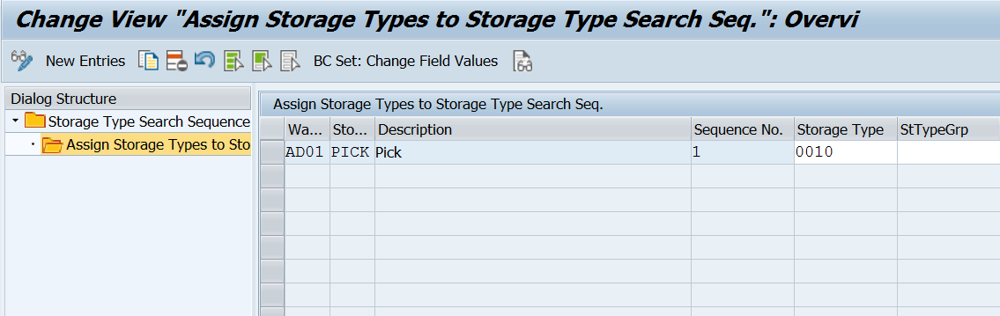 Change View "Assign Storage Types to Storage Type Search Seq.": Overvi
New Entries BC Set: Change Field Values
Dialog Structure
Storage Type Search Sequence
Assign Storage Types to Sto
Assign Storage Types to Storage Type Search Seq.
Wa... Sto... Description Sequence No. Storage Type StTypeGrp
AD01 PICK Pick 1 0010